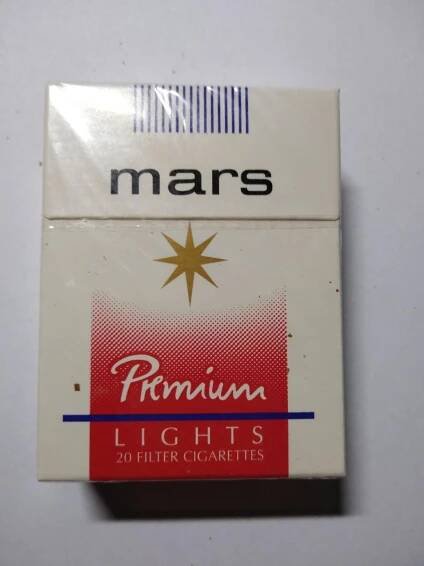 mars
Premium
LIGHTS
20 FILTER CIGARETTES